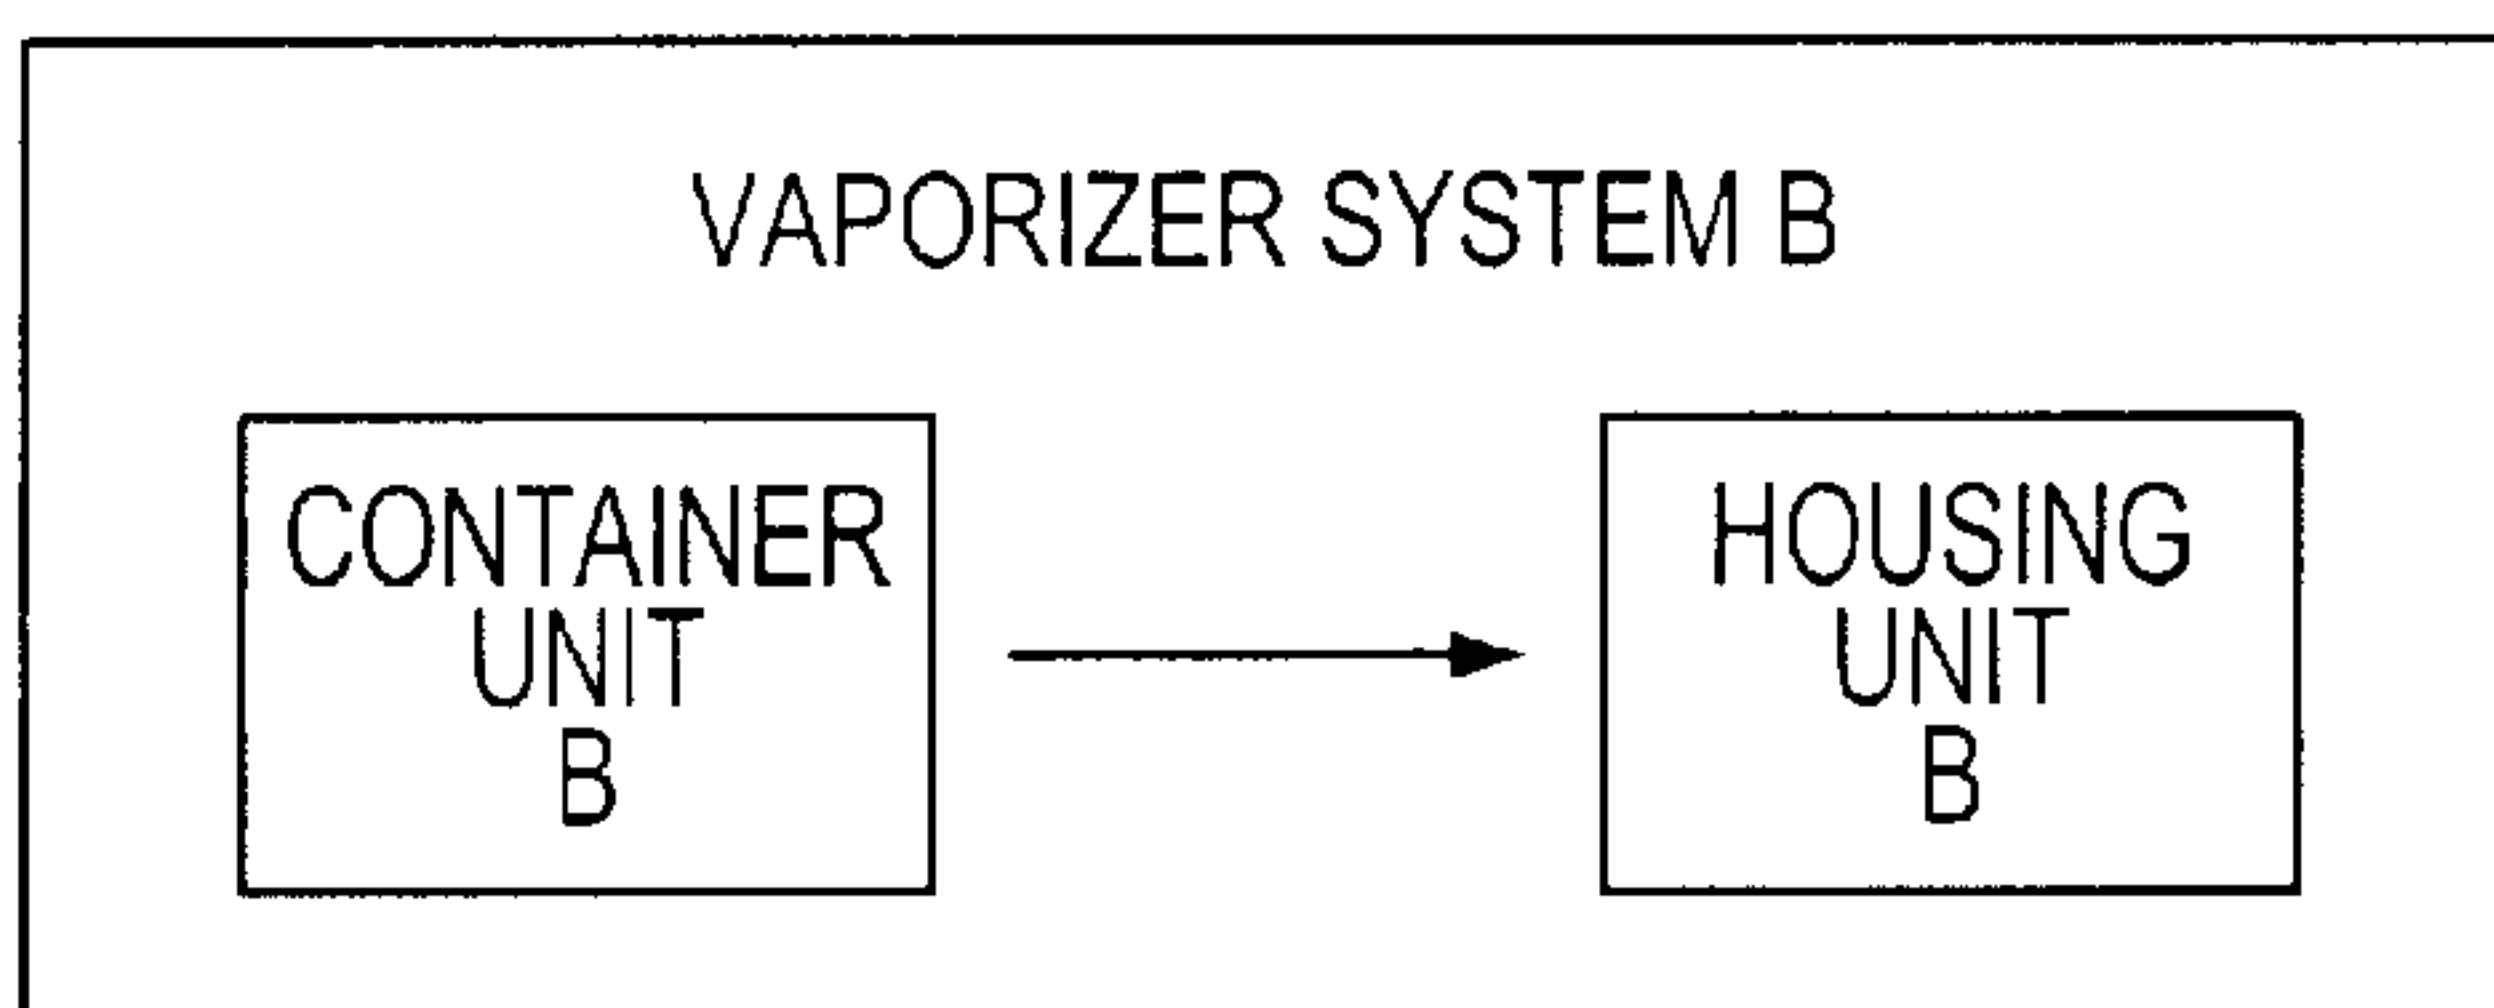 VAPORIZER SYSTEM B
CONTAINER
UNIT
B
HOUSING
UNIT
B